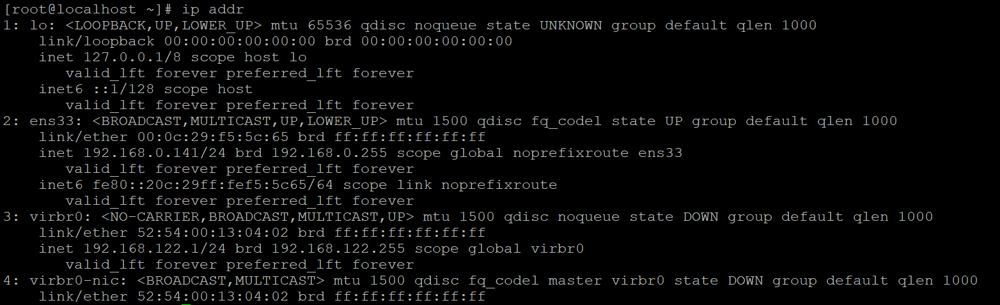 [root@localhost ~]# ip addr
1: lo: <LOOPBACK,UP,LOWER_UP> mtu 65536 qdisc noqueue state UNKNOWN group default qlen 1000
    link/loopback 00:00:00:00:00:00 brd 00:00:00:00:00:00
    inet 127.0.0.1/8 scope host lo
       valid_lft forever preferred_lft forever
    inet6 ::1/128 scope host
       valid_lft forever preferred_lft forever
2: ens33: <BROADCAST,MULTICAST,UP,LOWER_UP> mtu 1500 qdisc fq_codel state UP group default qlen 1000
    link/ether 00:0c:29:f5:5c:65 brd ff:ff:ff:ff:ff:ff
    inet 192.168.0.141/24 brd 192.168.0.255 scope global noprefixroute ens33
       valid_lft forever preferred_lft forever
    inet6 fe80::20c:29ff:fef5:5c65/64 scope link noprefixroute
       valid_lft forever preferred_lft forever
3: virbr0: <NO-CARRIER,BROADCAST,MULTICAST,UP> mtu 1500 qdisc noqueue state DOWN group default qlen 1000
    link/ether 52:54:00:13:04:02 brd ff:ff:ff:ff:ff:ff
    inet 192.168.122.1/24 brd 192.168.122.255 scope global virbr0
       valid_lft forever preferred_lft forever
4: virbr0-nic: <BROADCAST,MULTICAST> mtu 1500 qdisc fq_codel master virbr0 state DOWN group default qlen 1000
    link/ether 52:54:00:13:04:02 brd ff:ff:ff:ff:ff:ff